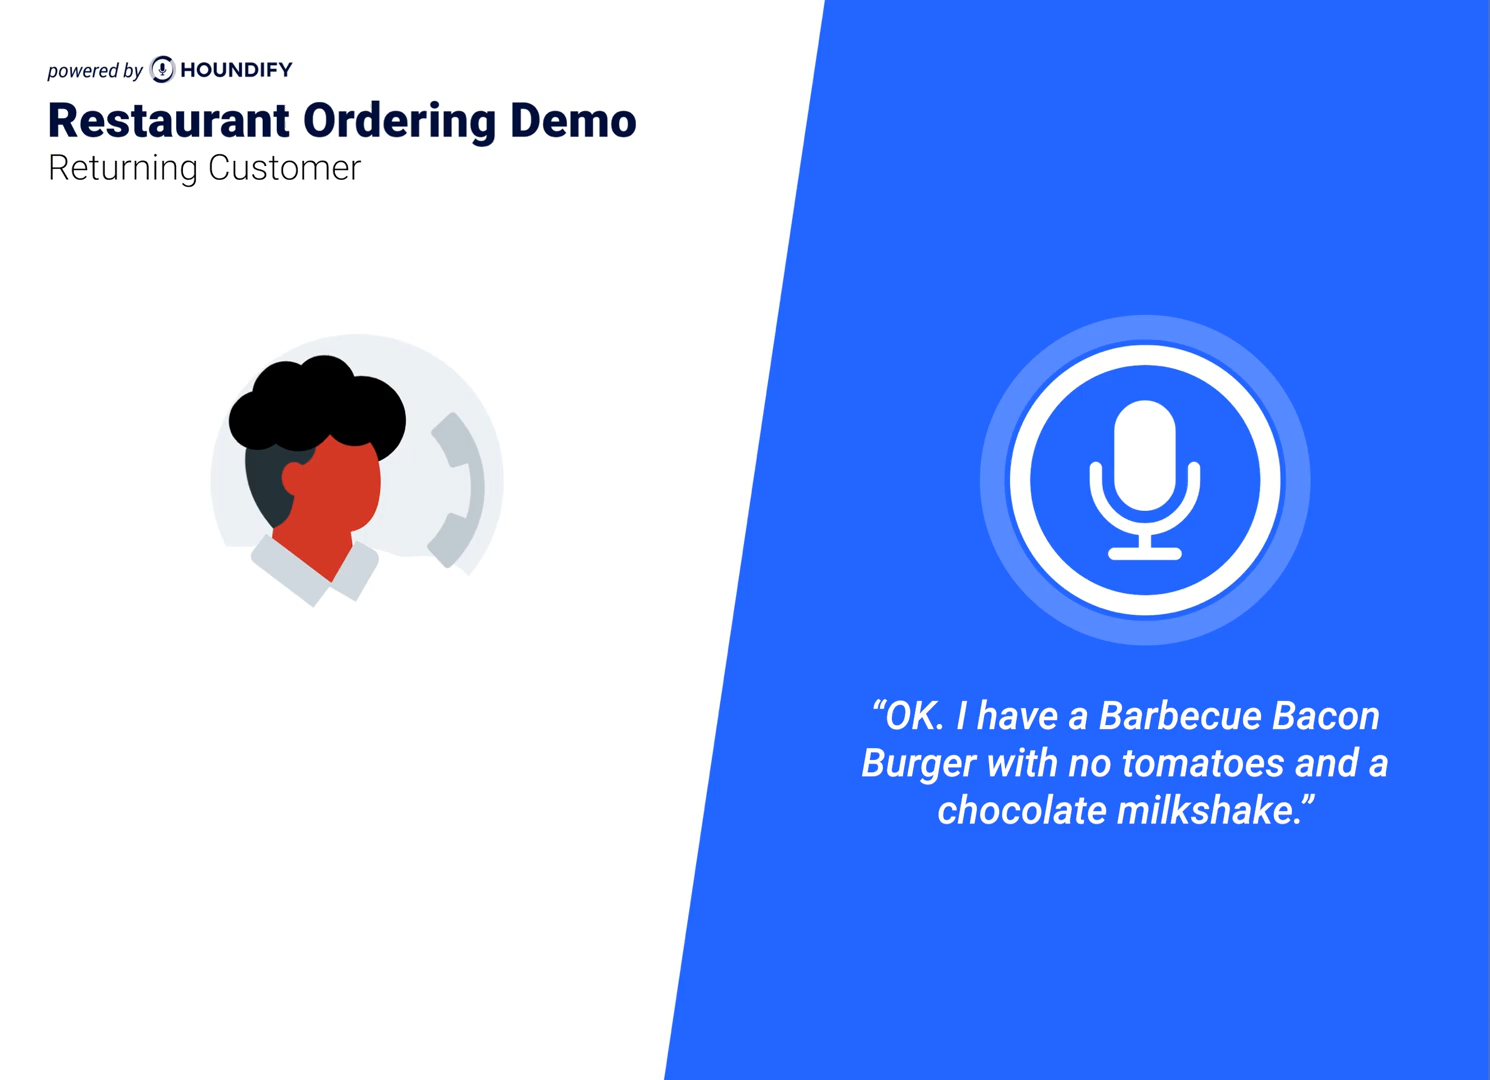 powered by HOUNDIFY
Restaurant Ordering Demo
Returning Customer
“OK. I have a Barbecue Bacon
Burger with no tomatoes and a
chocolate milkshake.”